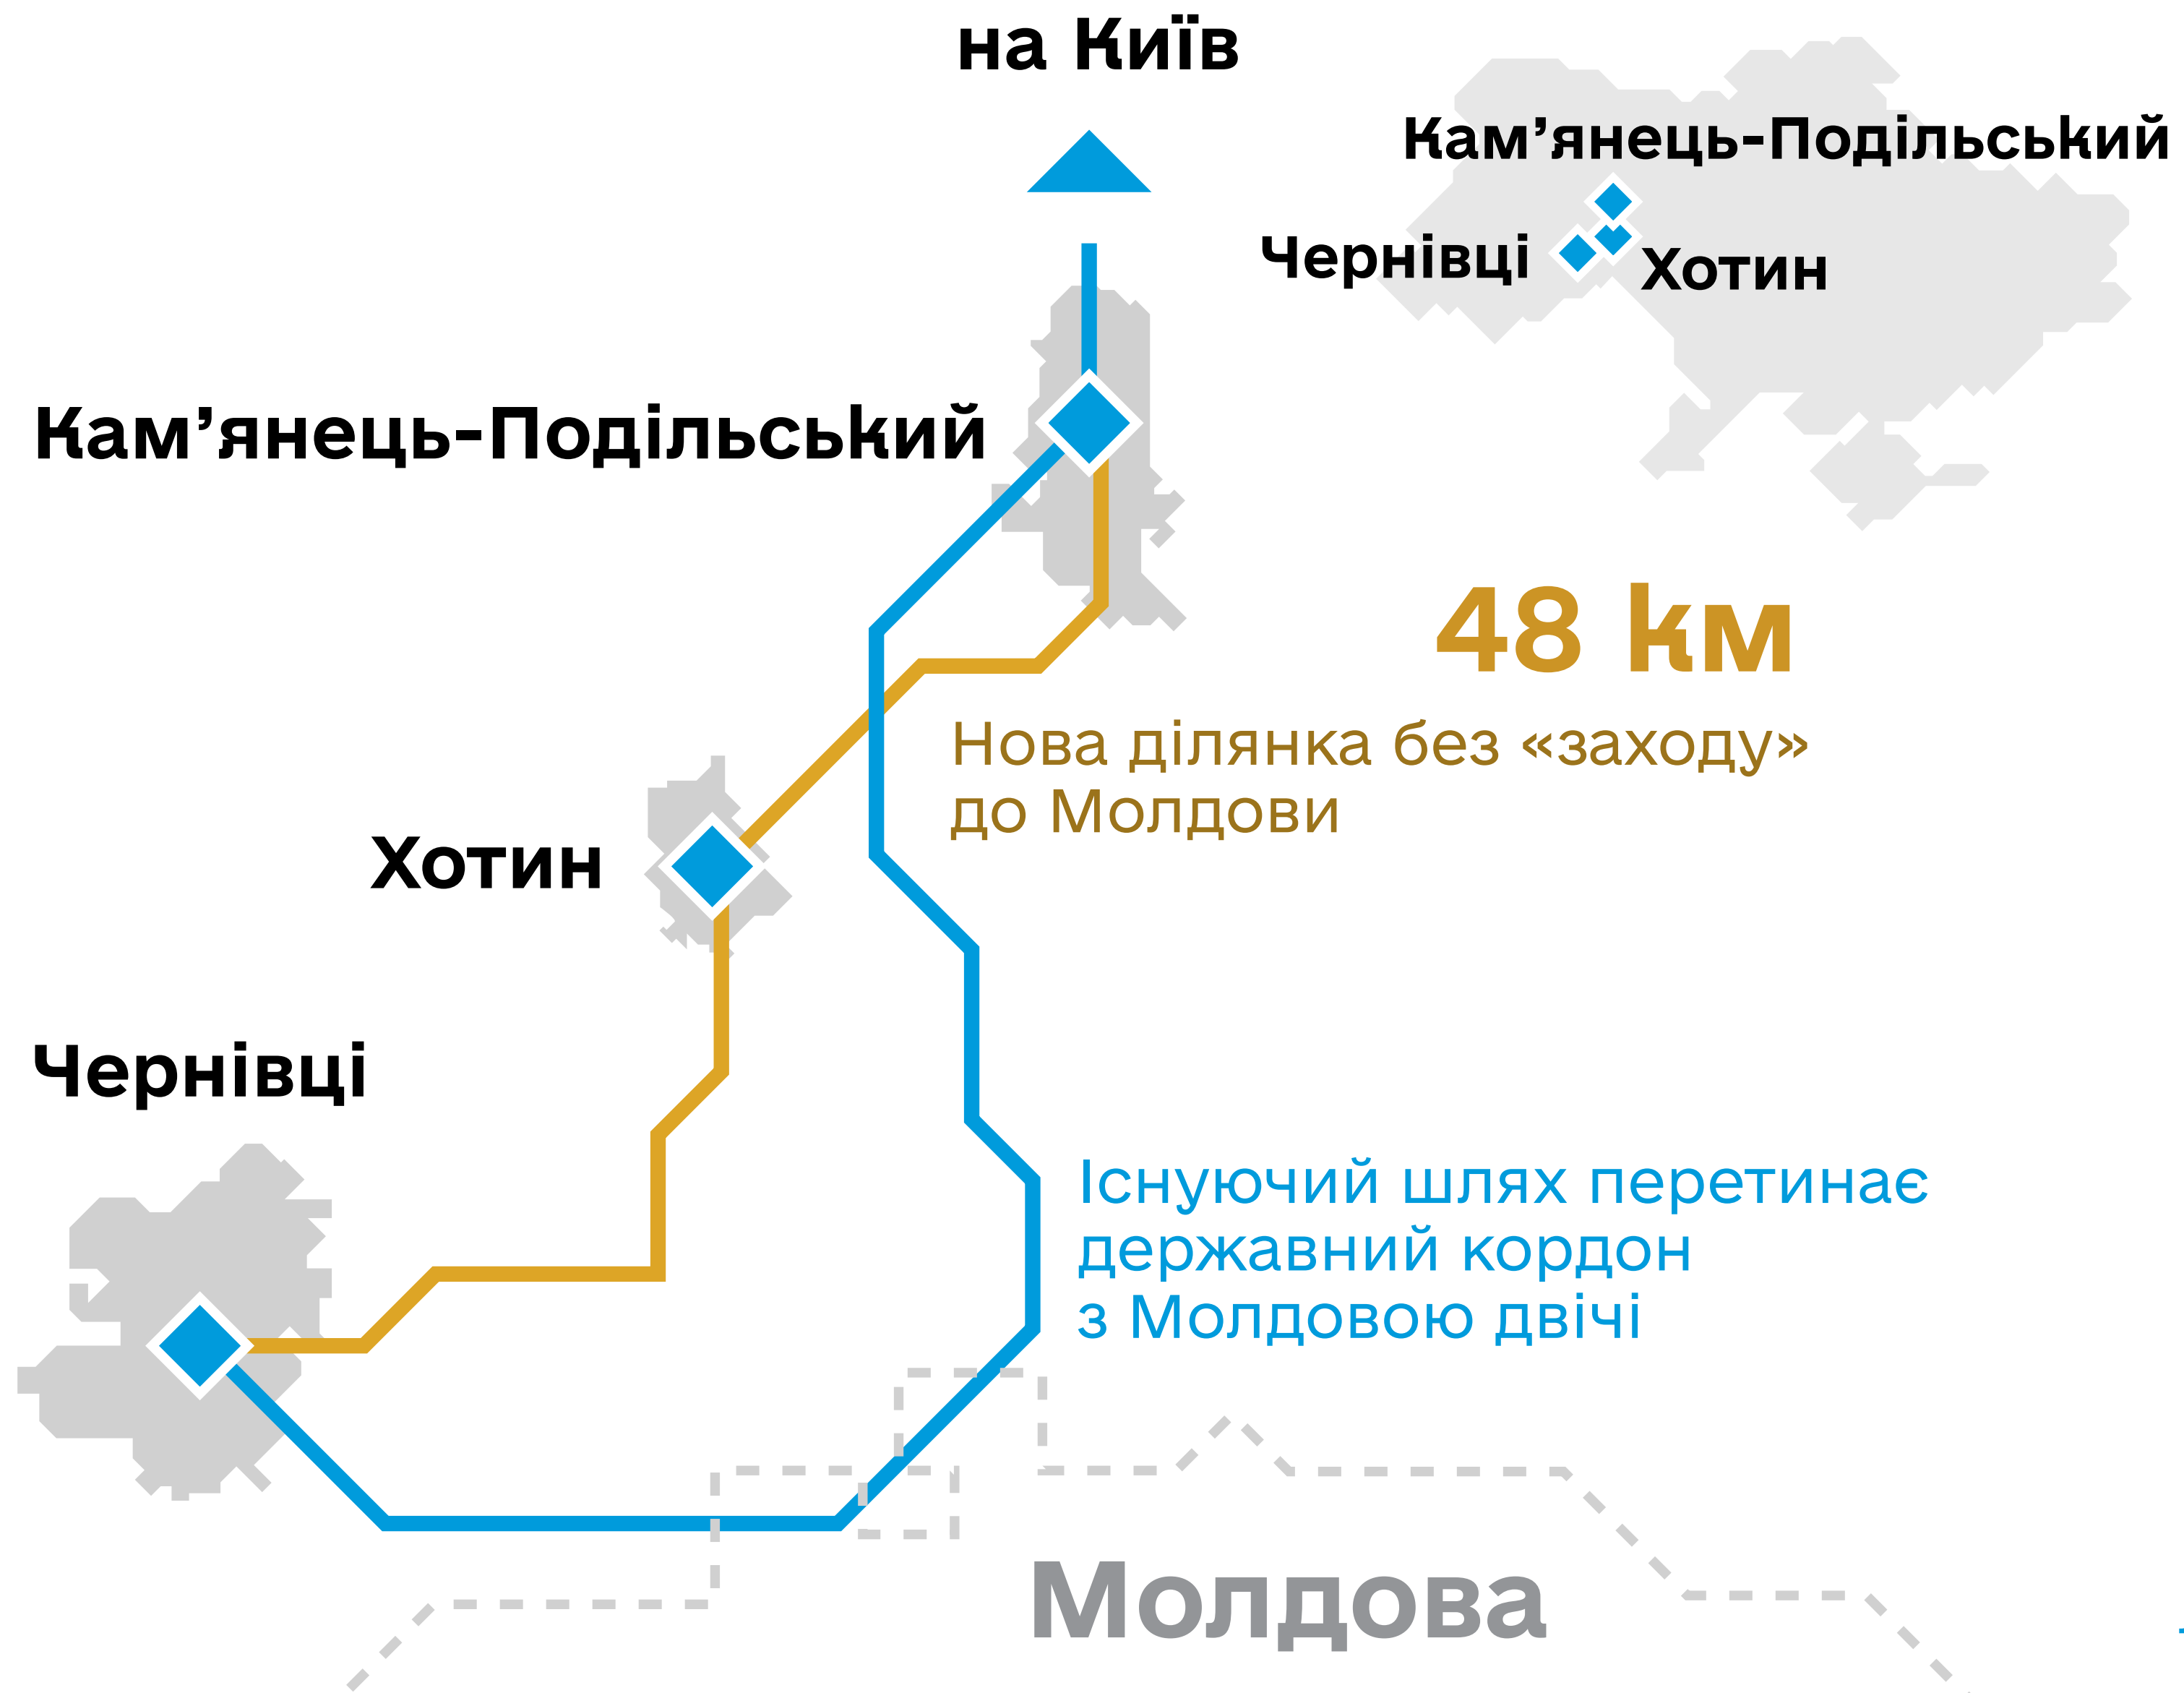 на Київ
Кам’янець-Подільський
Чернівці
Хотин
Кам’янець-Подільський
48 км
Нова ділянка без «заходу»
до Молдови
Хотин
Чернівці
Існуючий шлях перетинає
державний кордон
з Молдовою двічі
Молдова